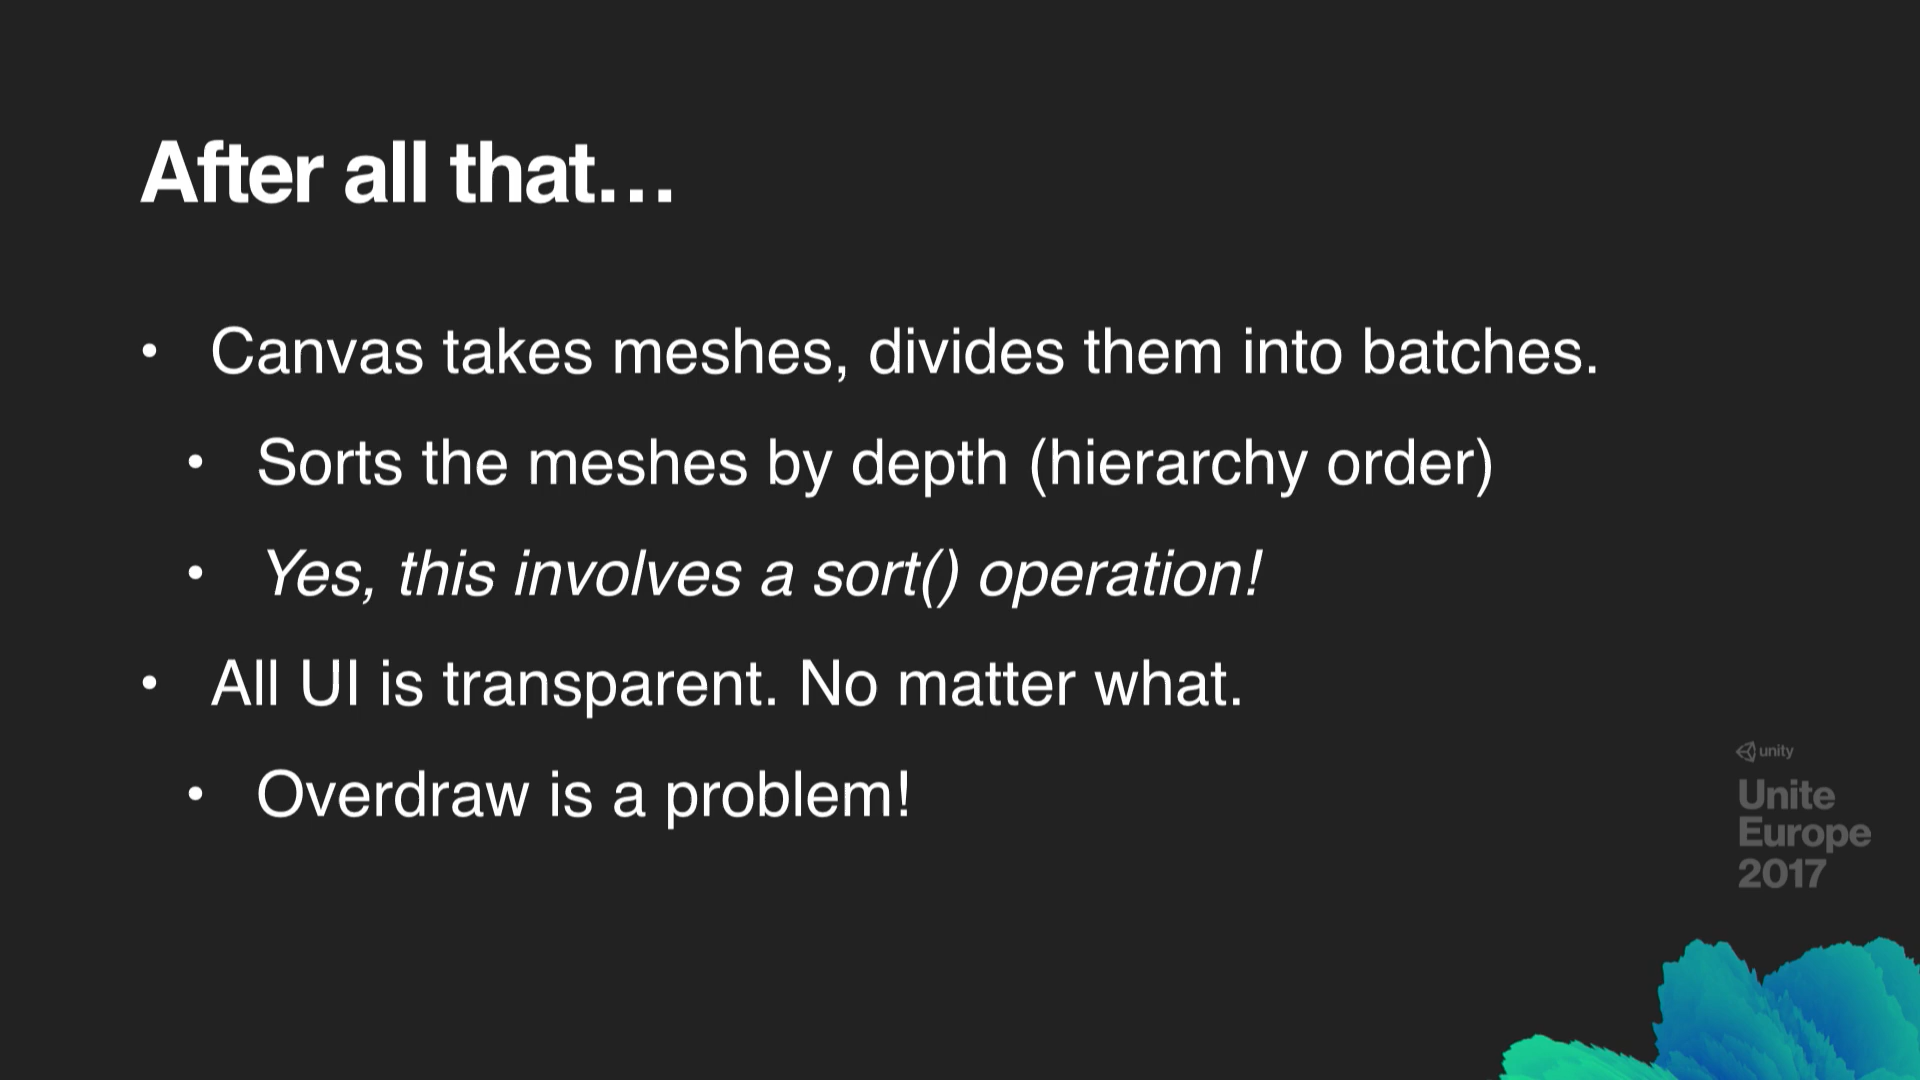 After all that…
• Canvas takes meshes, divides them into batches.
• Sorts the meshes by depth (hierarchy order)
• Yes, this involves a sort() operation!
• All UI is transparent. No matter what.
• Overdraw is a problem!
unity
Unite
Europe
2017